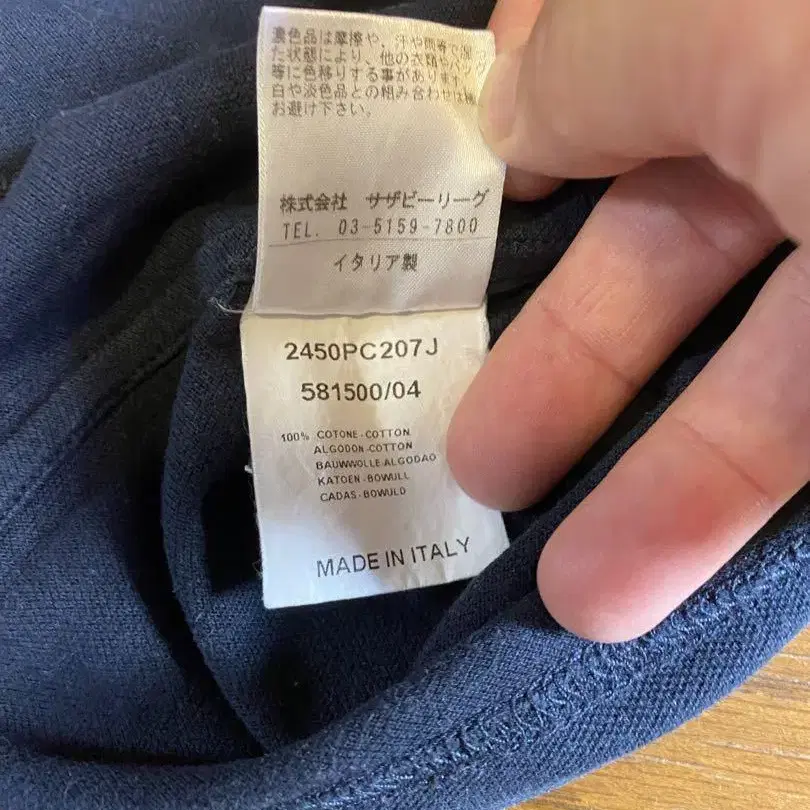 濃色品は摩擦や、汗や雨等で湿
た状態により、他の衣類やバッ
等に色移りする事があります。
白や淡色品との組み合わせは極
お避け下さい。
株式会社 サザビーリーグ
TEL. 03-5159-7800
イタリア製
2450PC207J
581500/04
100% COTONE-COTTON
ALGODON-COTTON
BAUWWOLLE-ALGODAO
KATOEN-BOWULL
CADAS-BOWULD
MADE IN ITALY